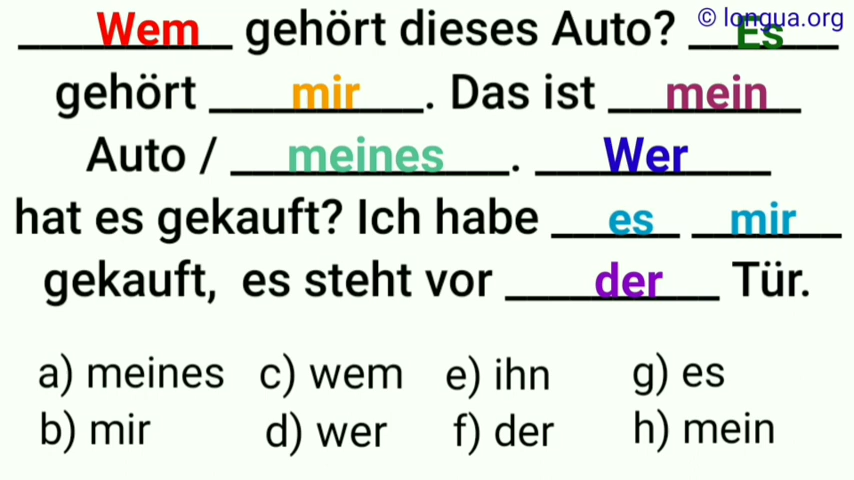 © longua.org
Wem gehört dieses Auto? Es
gehört mir. Das ist mein
Auto / meines. Wer
hat es gekauft? Ich habe es mir
gekauft, es steht vor der Tür.
a) meines c) wem e) ihn g) es
b) mir d) wer f) der h) mein